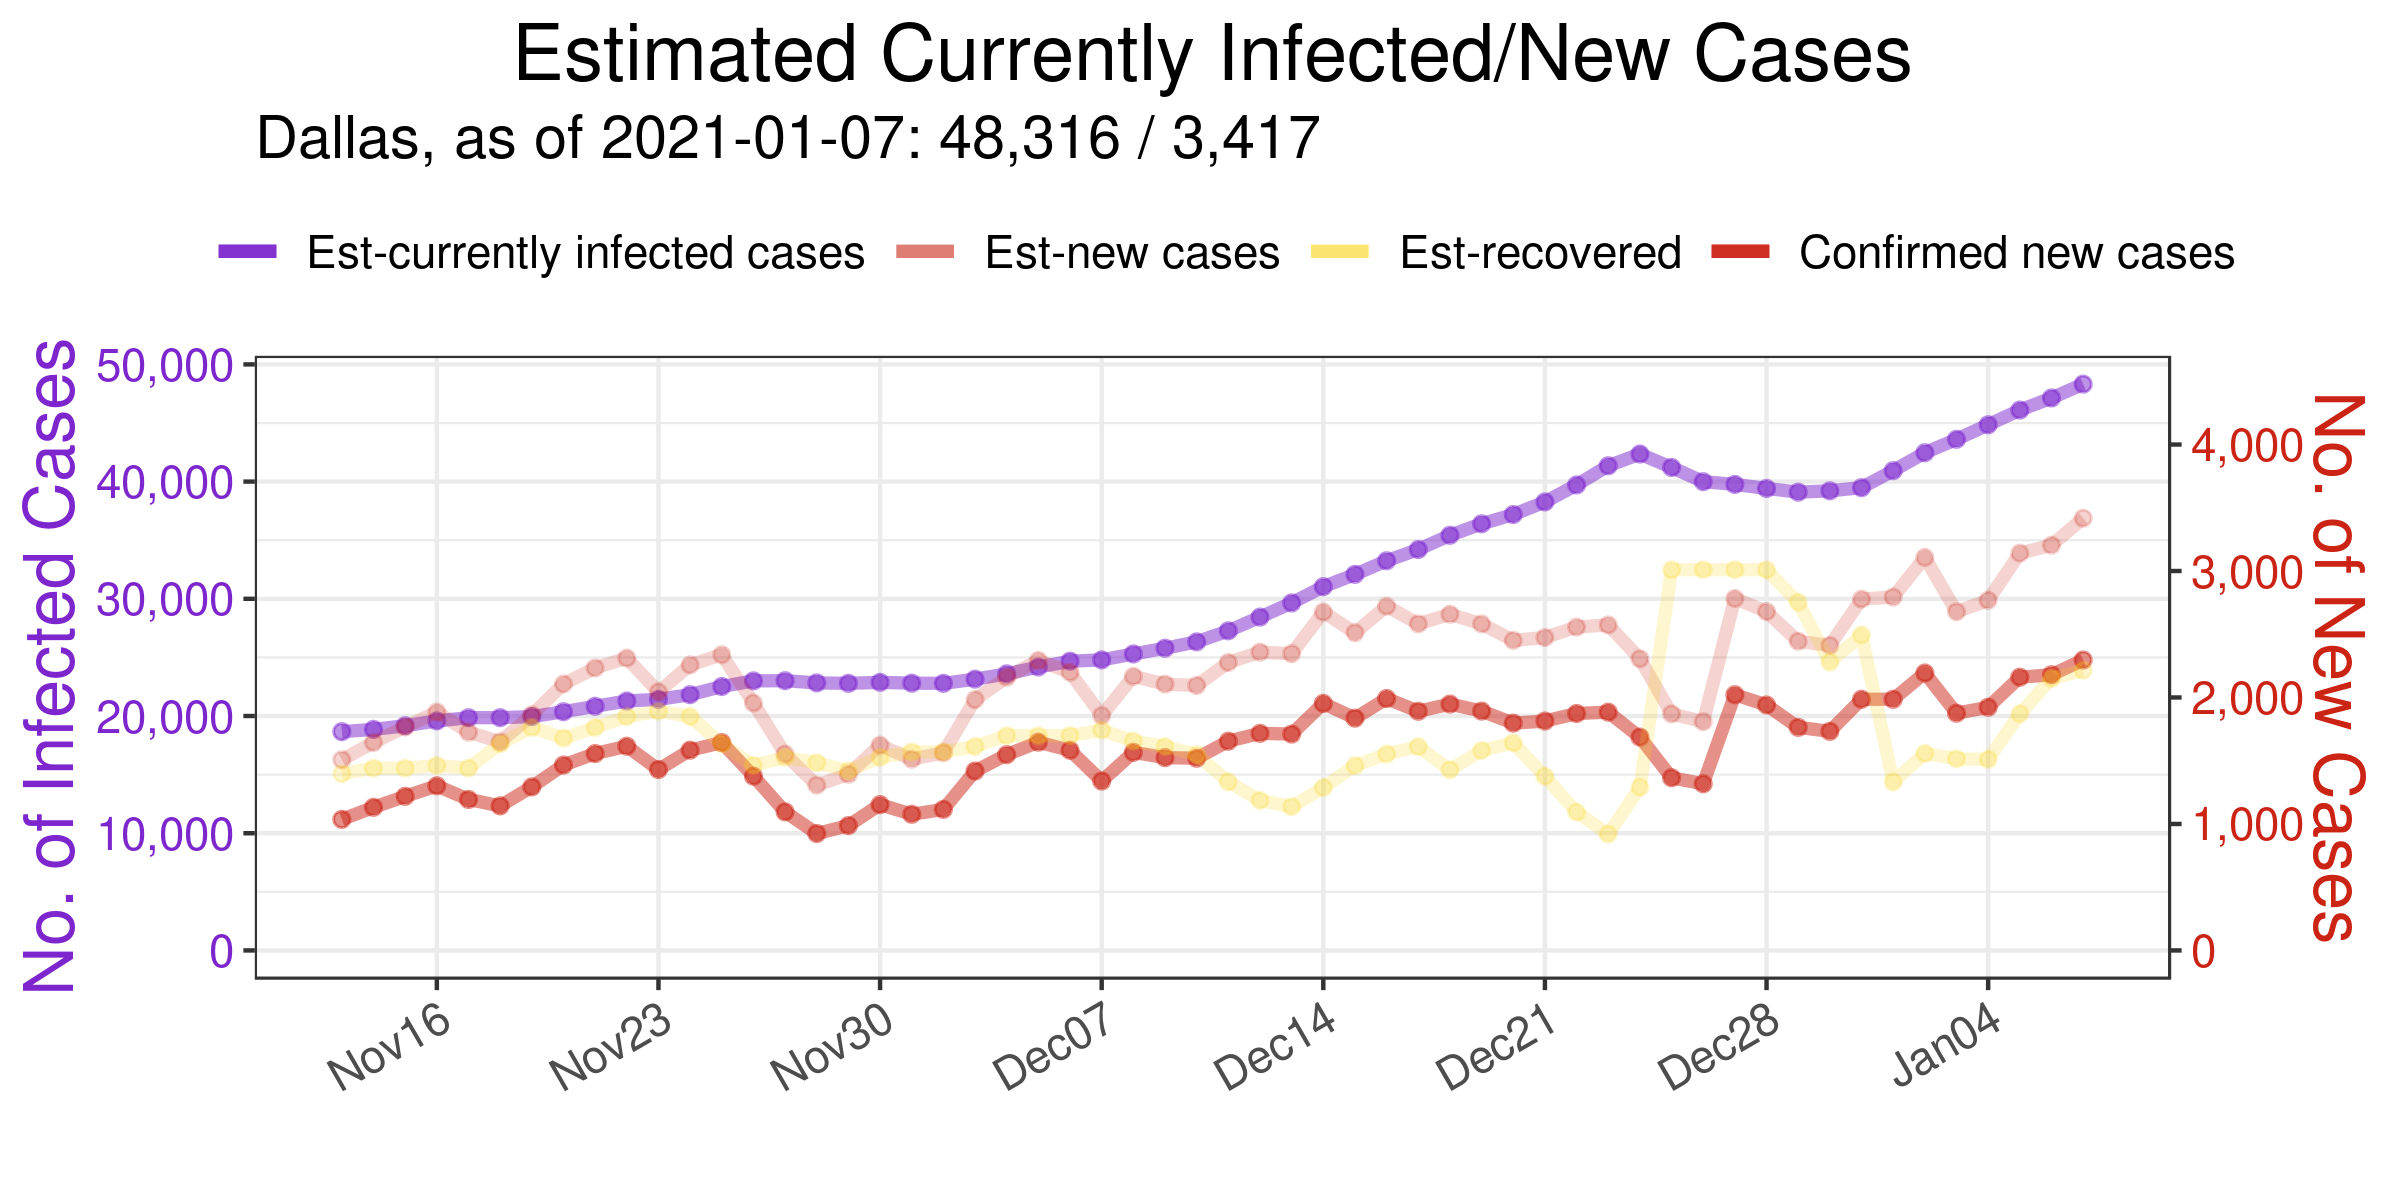 Estimated Currently Infected/New Cases
Dallas, as of 2021-01-07: 48,316 / 3,417
Est-currently infected cases Est-new cases Est-recovered Confirmed new cases
No. of Infected Cases
50,000
40,000
30,000
20,000
10,000
0
4,000
3,000
2,000
1,000
0
No. of New Cases
Nov16 Nov23 Nov30 Dec07 Dec14 Dec21 Dec28 Jan04